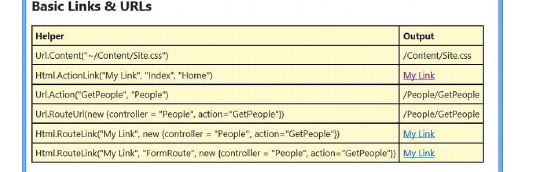 Basic Links & URLs
Helper Output
Url.Content("~/Content/Site.css") /Content/Site.css
Html.ActionLink("My Link", "Index", "Home") My Link
Url.Action("GetPeople", "People") /People/GetPeople
Url.RouteUrl(new {controller = "People", action="GetPeople"}) /People/GetPeople
Html.RouteLink("My Link", new {controller = "People", action="GetPeople"}) My Link
Html.RouteLink("My Link", "FormRoute", new {controller = "People", action="GetPeople"}) My Link